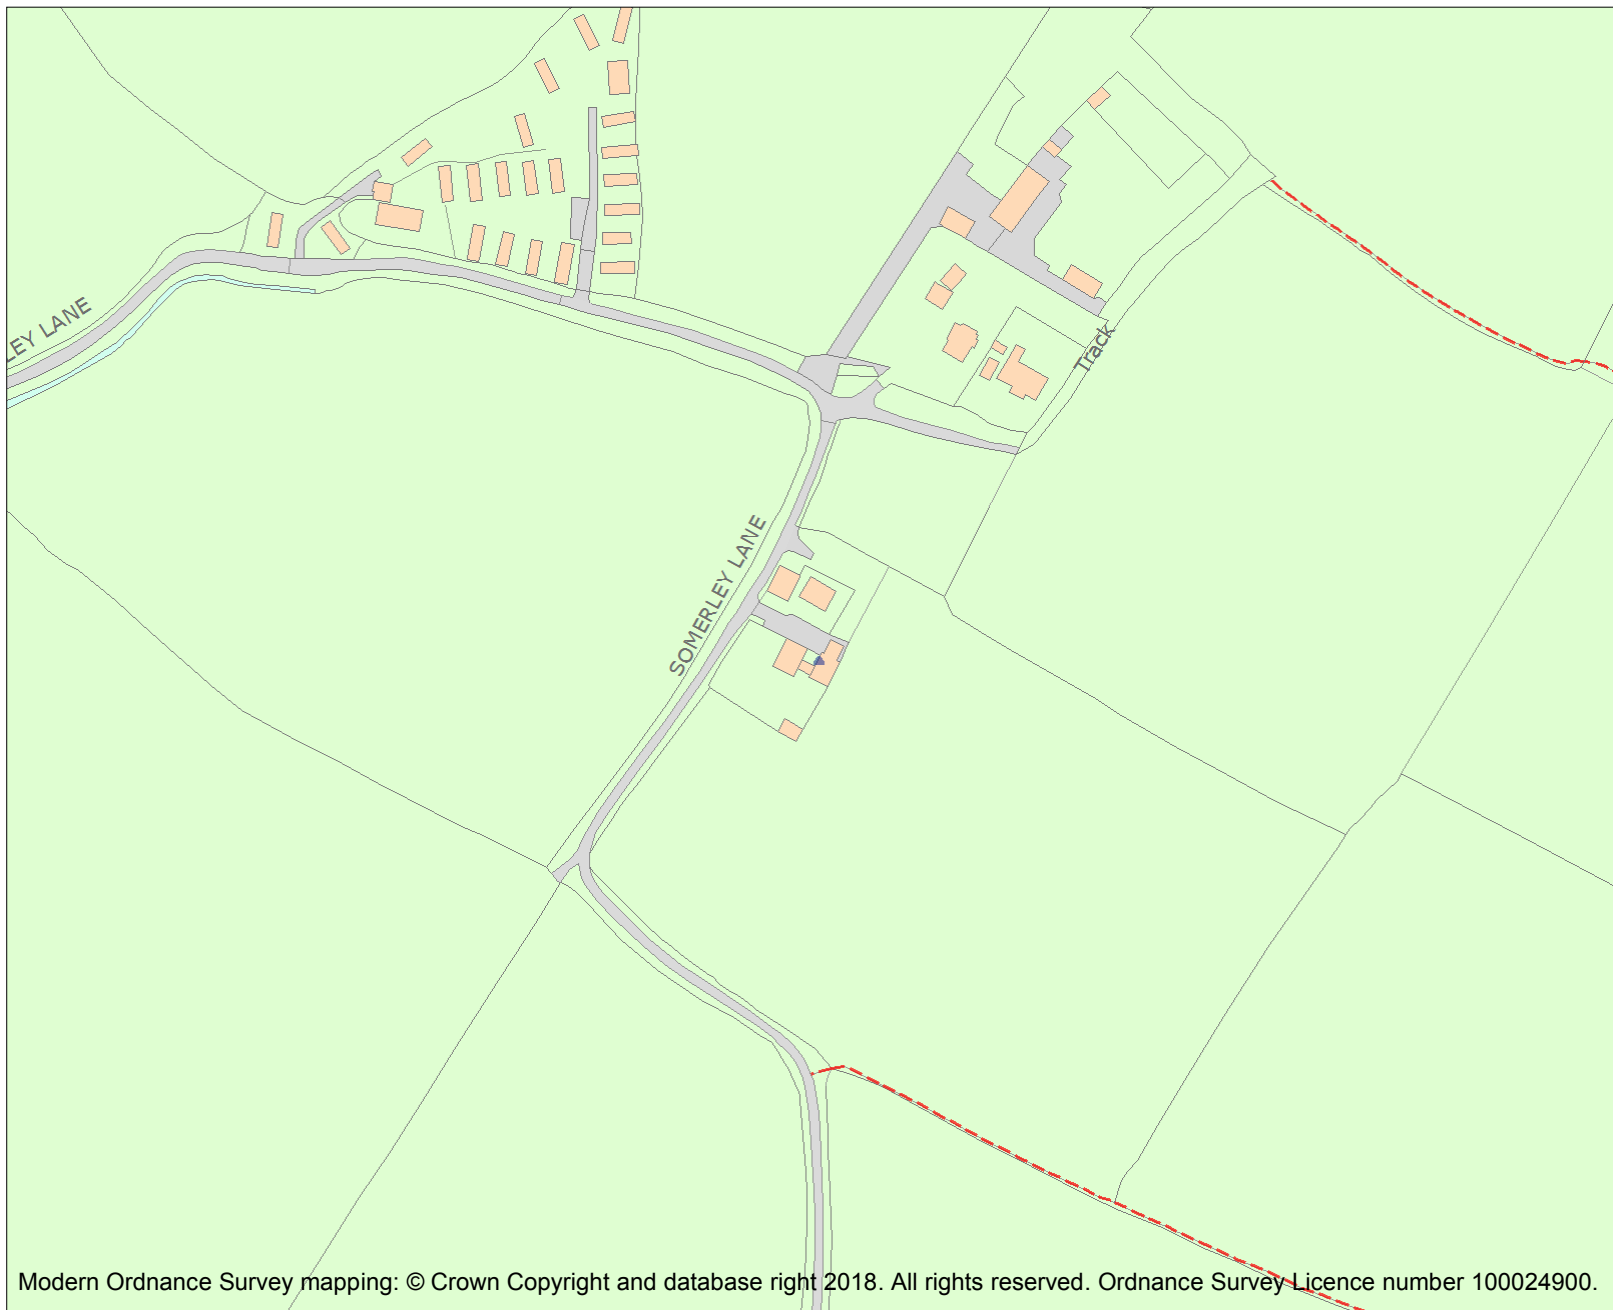 LEY LANE
Track
SOMERLEY LANE
Modern Ordnance Survey mapping: © Crown Copyright and database right 2018. All rights reserved. Ordnance Survey Licence number 100024900.